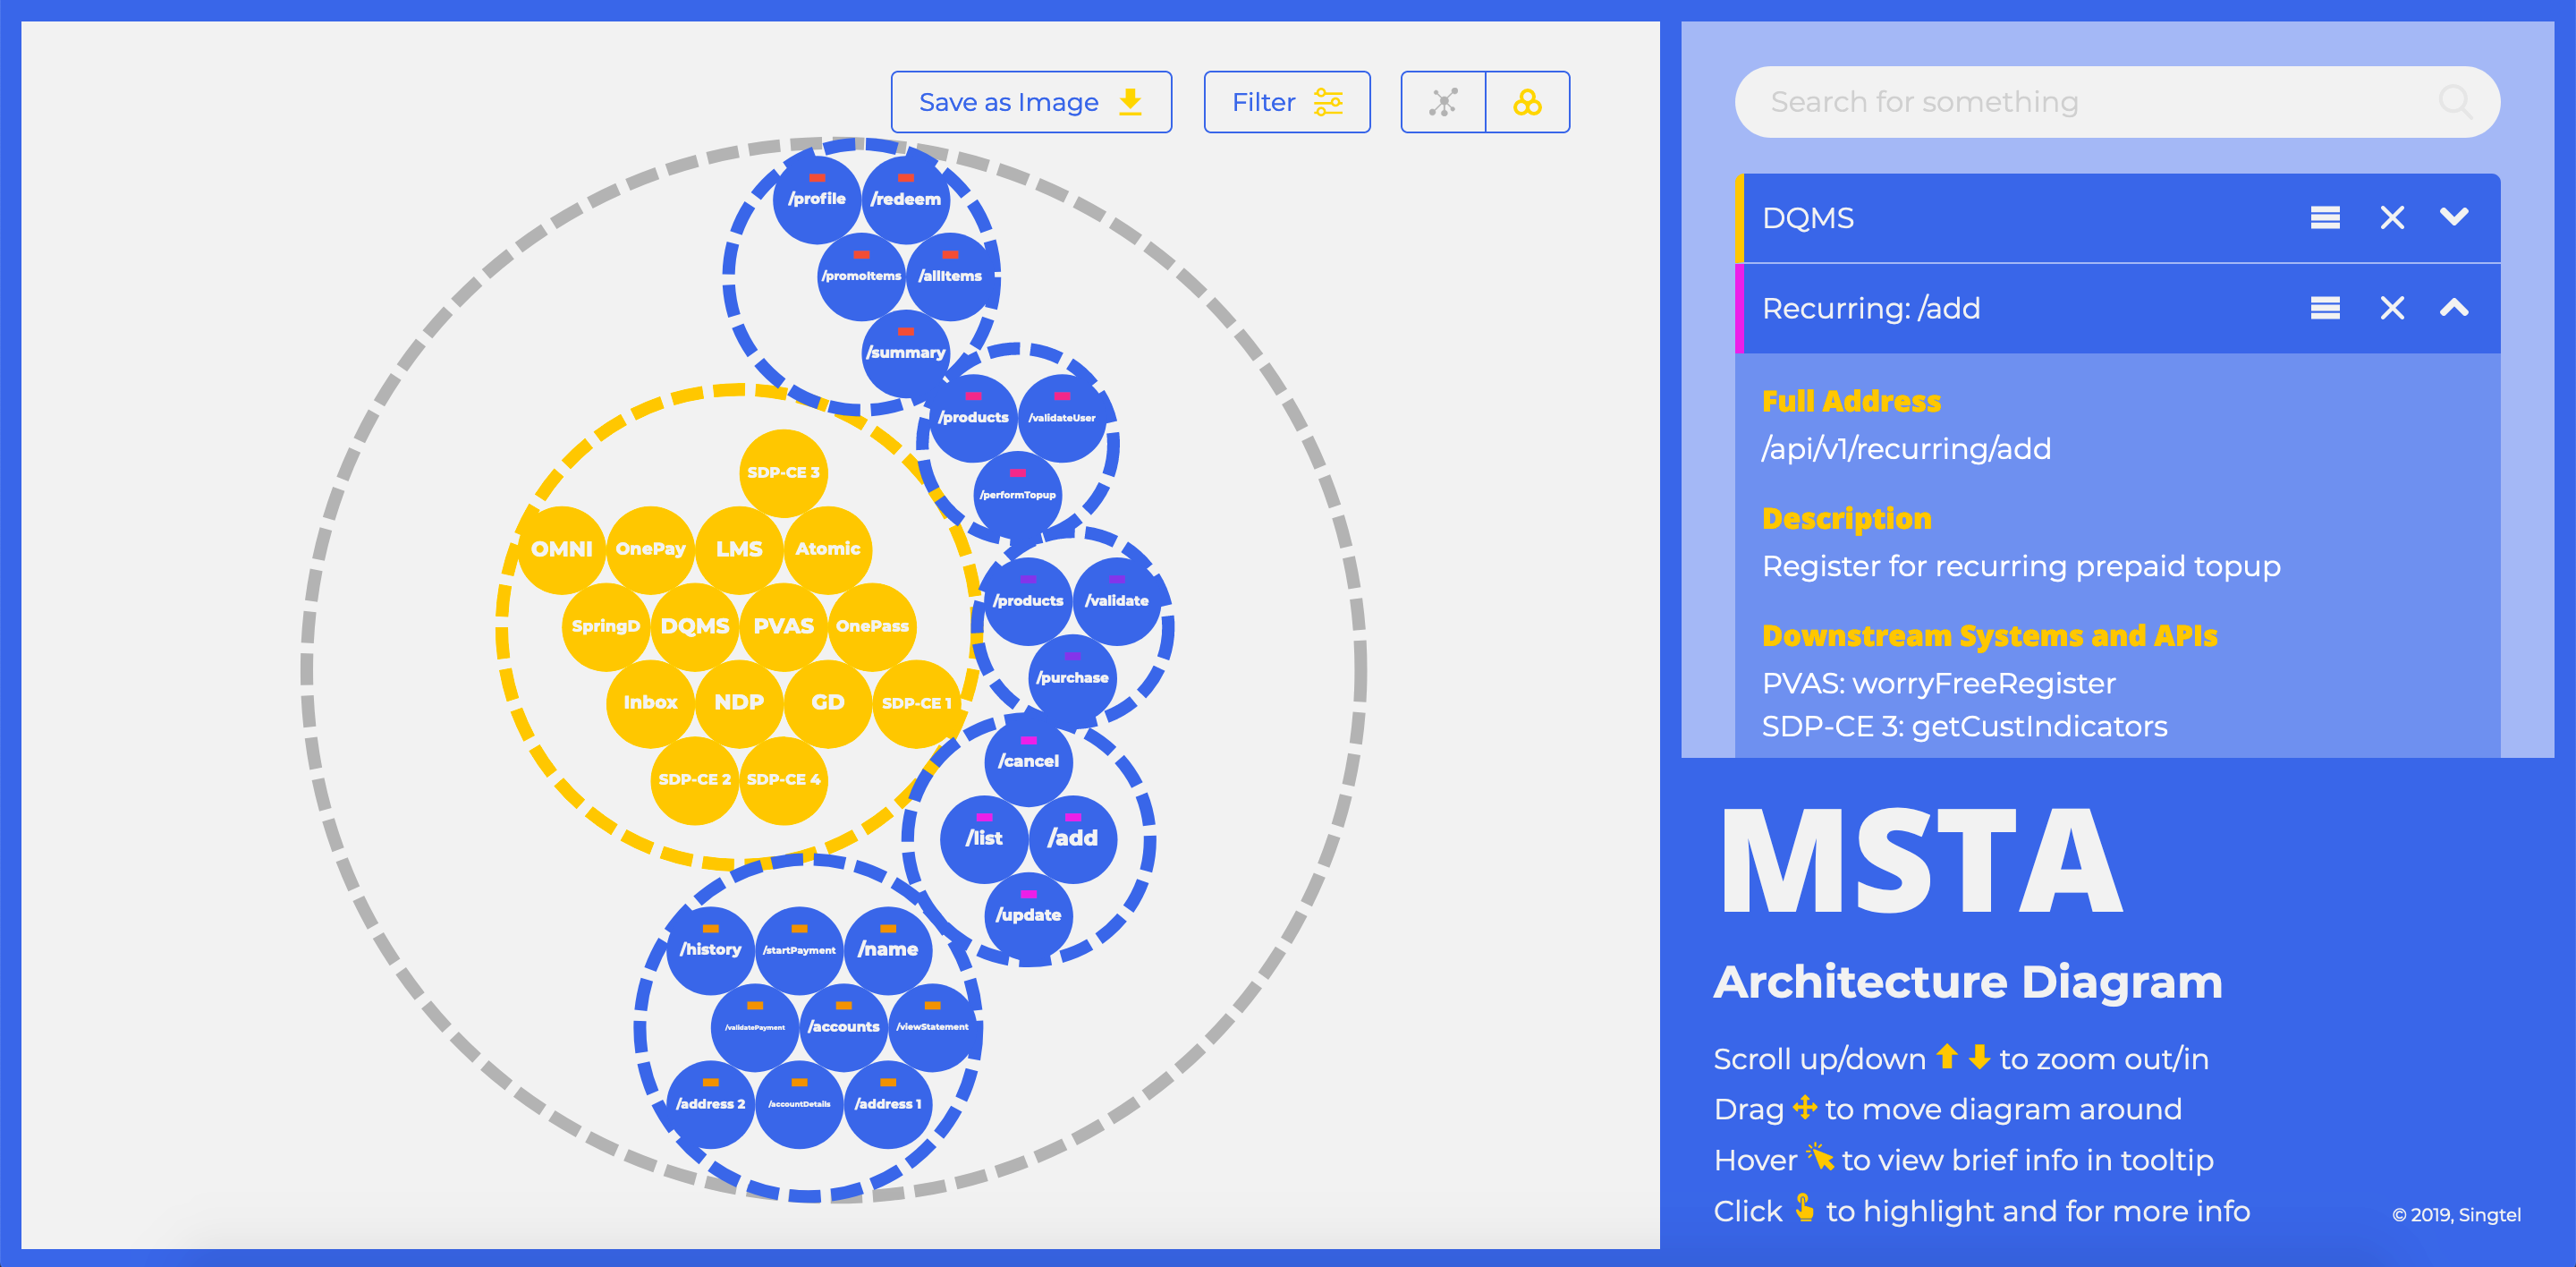 Save as Image
Filter
/profile
/redeem
/promoItems
/allItems
/summary
/products
/validateUser
/performTopup
SDP-CE 3
OMNI
OnePay
LMS
Atomic
SpringD
DQMS
PVAS
OnePass
Inbox
NDP
GD
SDP-CE 1
SDP-CE 2
SDP-CE 4
/products
/validate
/purchase
/cancel
/list
/add
/update
/history
/startPayment
/name
/validatePayment
/accounts
/viewStatement
/address 2
/accountDetails
/address 1
Search for something
DQMS
Recurring: /add
Full Address
/api/v1/recurring/add
Description
Register for recurring prepaid topup
Downstream Systems and APIs
PVAS: worryFreeRegister
SDP-CE 3: getCustIndicators
MSTA
Architecture Diagram
Scroll up/down to zoom out/in
Drag to move diagram around
Hover to view brief info in tooltip
Click to highlight and for more info
© 2019, Singtel